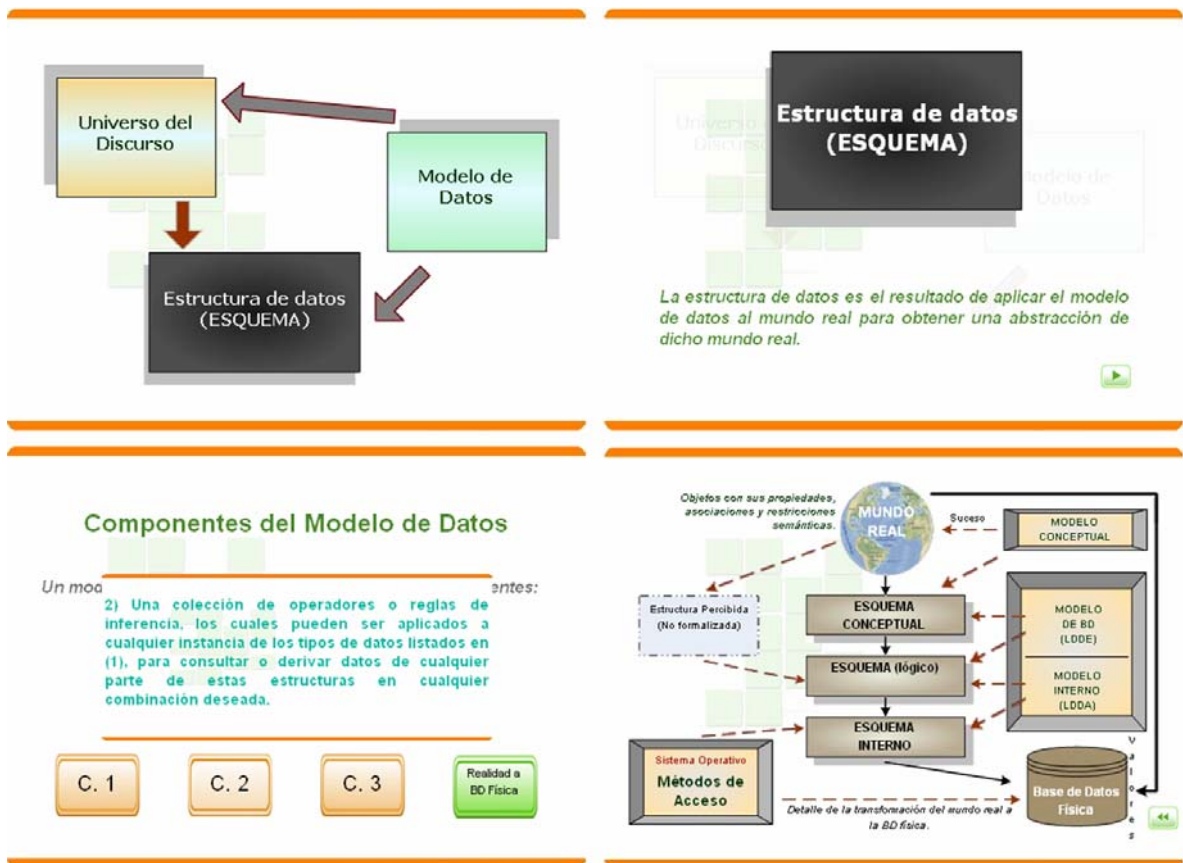 Universo del
Discurso
Modelo de
Datos
Estructura de datos
(ESQUEMA)
Estructura de datos
(ESQUEMA)
Modelo de
Datos
La estructura de datos es el resultado de aplicar el modelo
de datos al mundo real para obtener una abstracción de
dicho mundo real.
Componentes del Modelo de Datos
Un
entes:
2) Una colección de operadores o reglas de
inferencia, los cuales pueden ser aplicados a
cualquier instancia de los tipos de datos listados en
(1), para consultar o derivar datos de cualquier
parte de estas estructuras en cualquier
combinación deseada.
C. 1
C. 2
C. 3
Realidad a
BD Física
Objetos con sus propiedades,
asociaciones y restricciones
semánticas.
MUNDO
REAL
Suceso
MODELO
CONCEPTUAL
Estructura Percibida
(No formalizada)
ESQUEMA
CONCEPTUAL
MODELO
DE BD
(LDDE)
ESQUEMA (lógico)
MODELO
INTERNO
(LDDA)
ESQUEMA
INTERNO
Sistema Operativo
Métodos de
Acceso
Base de Datos
Física
Valores
Detalle de la transformación del mundo real a
la BD física.